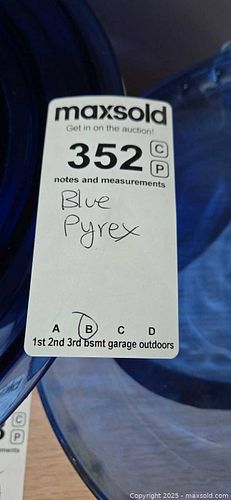 maxsold
Get in on the auction!
352 C
P
notes and measurements
Blue
Pyrex
A B C D
1st 2nd 3rd bsmt garage outdoors
C
P
ments
Copyright 2025 - maxsold.com